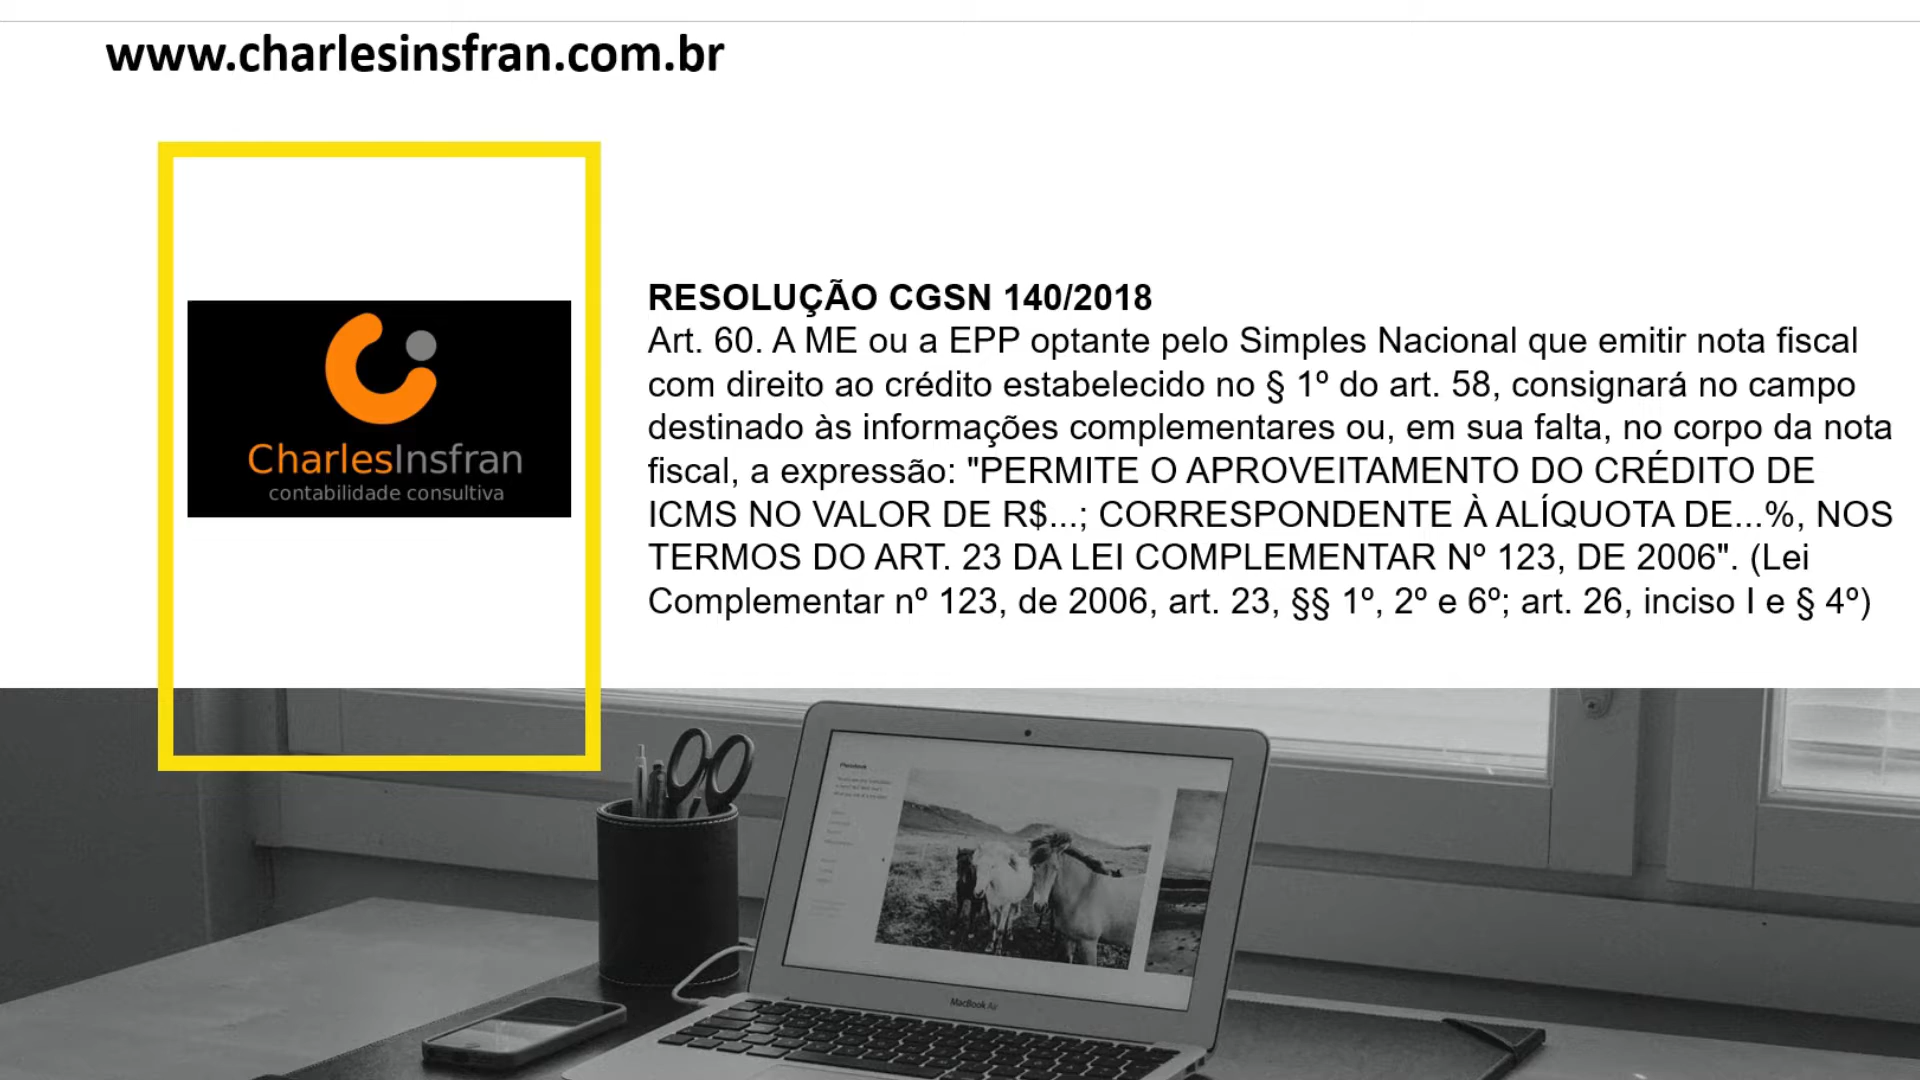 www.charlesinsfran.com.br
CharlesInsfran
contabilidade consultiva
RESOLUÇÃO CGSN 140/2018
Art. 60. A ME ou a EPP optante pelo Simples Nacional que emitir nota fiscal
com direito ao crédito estabelecido no § 1º do art. 58, consignará no campo
destinado às informações complementares ou, em sua falta, no corpo da nota
fiscal, a expressão: "PERMITE O APROVEITAMENTO DO CRÉDITO DE
ICMS NO VALOR DE R$...; CORRESPONDENTE À ALÍQUOTA DE...%, NOS
TERMOS DO ART. 23 DA LEI COMPLEMENTAR Nº 123, DE 2006". (Lei
Complementar nº 123, de 2006, art. 23, §§ 1º, 2º e 6º; art. 26, inciso I e § 4º)
MacBook Air